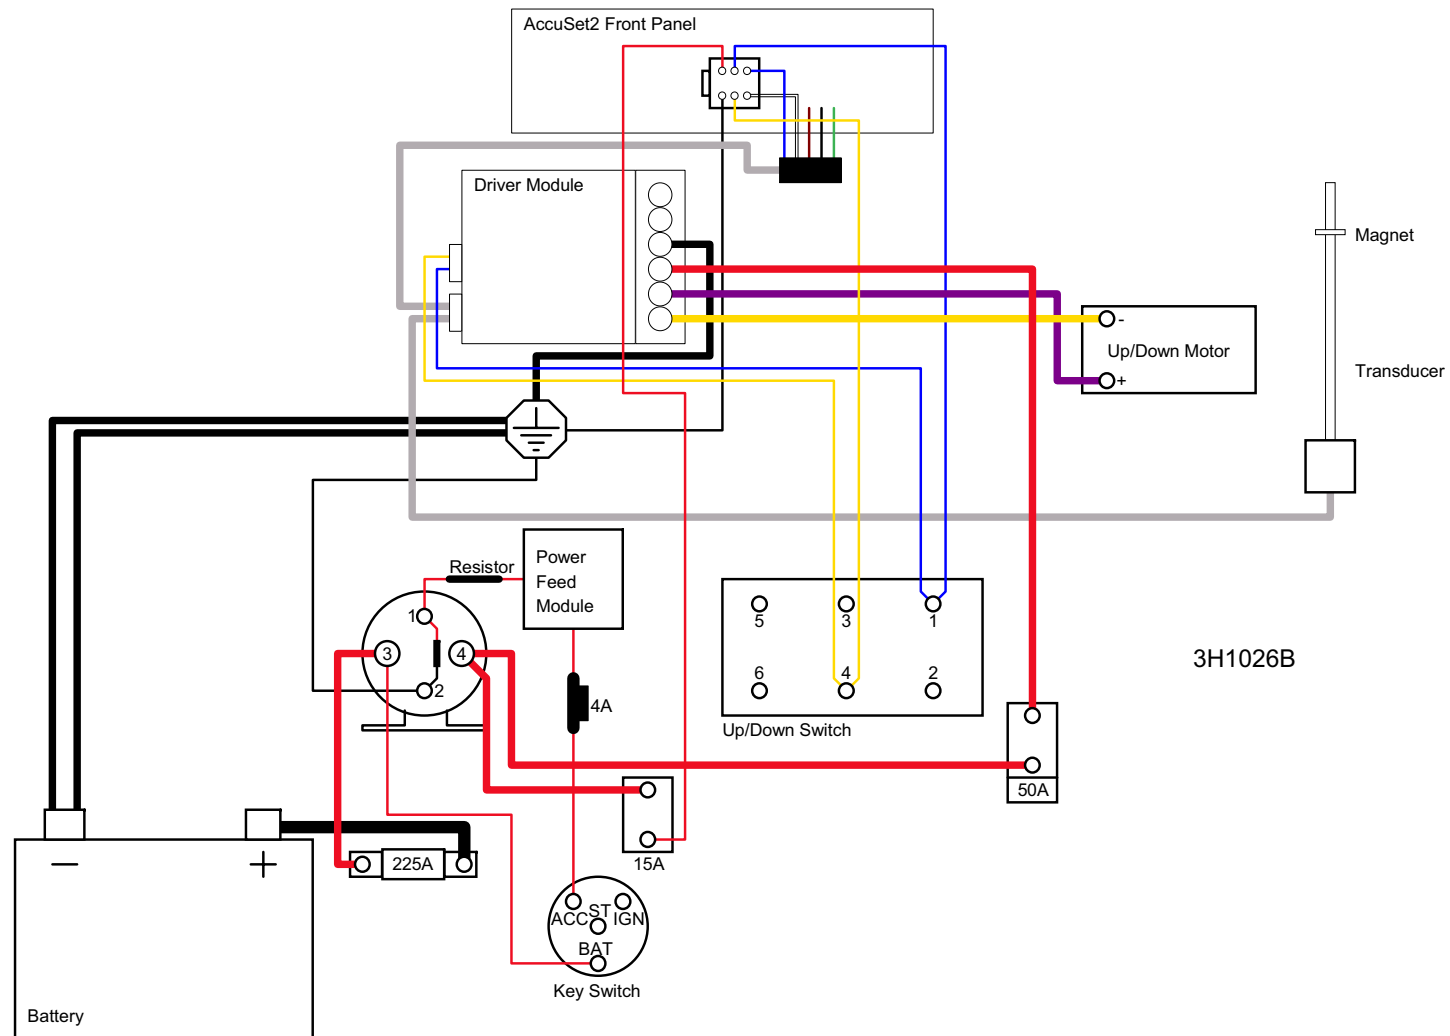 AccuSet2 Front Panel
Driver Module
Magnet
-
Up/Down Motor
+
Transducer
Resistor
Power
Feed
Module
1
3
4
2
4A
5
3
1
6
4
2
Up/Down Switch
3H1026B
50A
15A
225A
ACC
ST
IGN
BAT
Key Switch
—
+
Battery